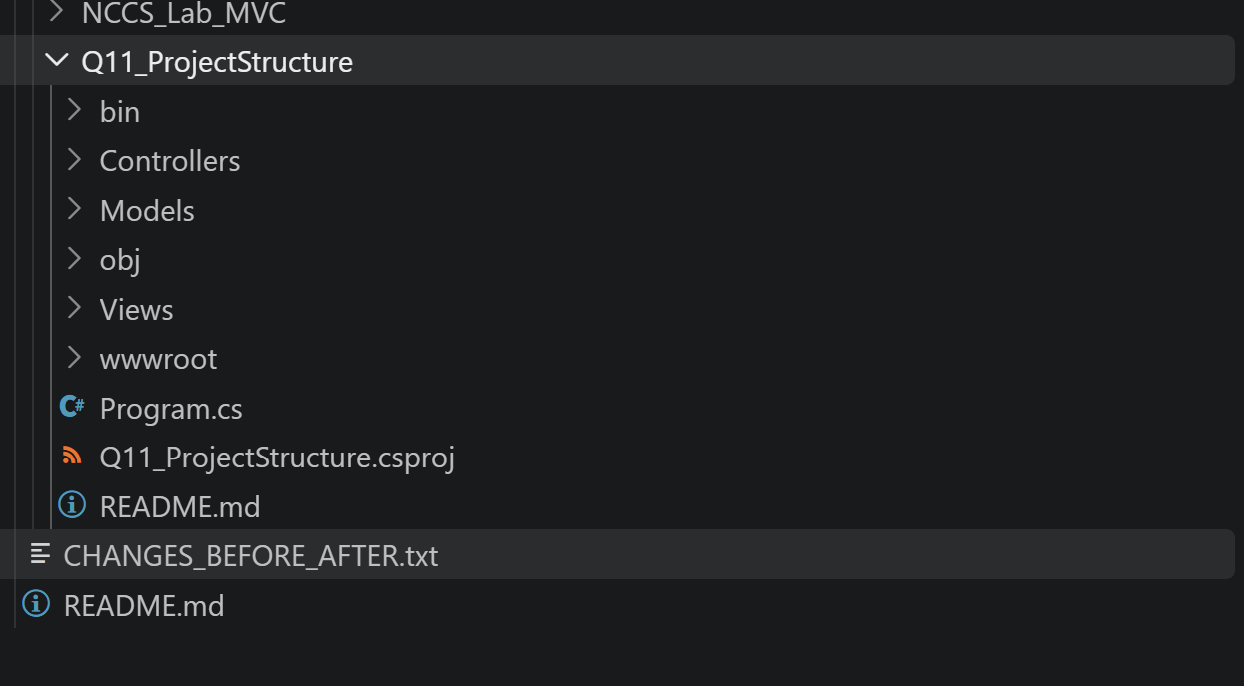 NCCS_Lab_MVC
Q11_ProjectStructure
bin
Controllers
Models
obj
Views
wwwroot
C# Program.cs
Q11_ProjectStructure.csproj
README.md
CHANGES_BEFORE_AFTER.txt
README.md